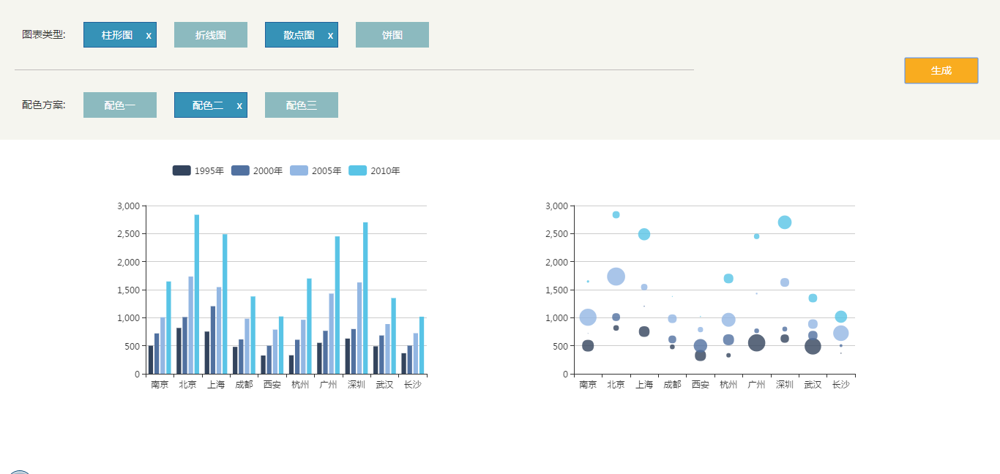 图表类型: 柱形图 x 折线图 散点图 x 饼图
生成
配色方案: 配色一 配色二 x 配色三
1995年 2000年 2005年 2010年
3,000
2,500
2,000
1,500
1,000
500
0
南京 北京 上海 成都 西安 杭州 广州 深圳 武汉 长沙
3,000
2,500
2,000
1,500
1,000
500
0
南京 北京 上海 成都 西安 杭州 广州 深圳 武汉 长沙